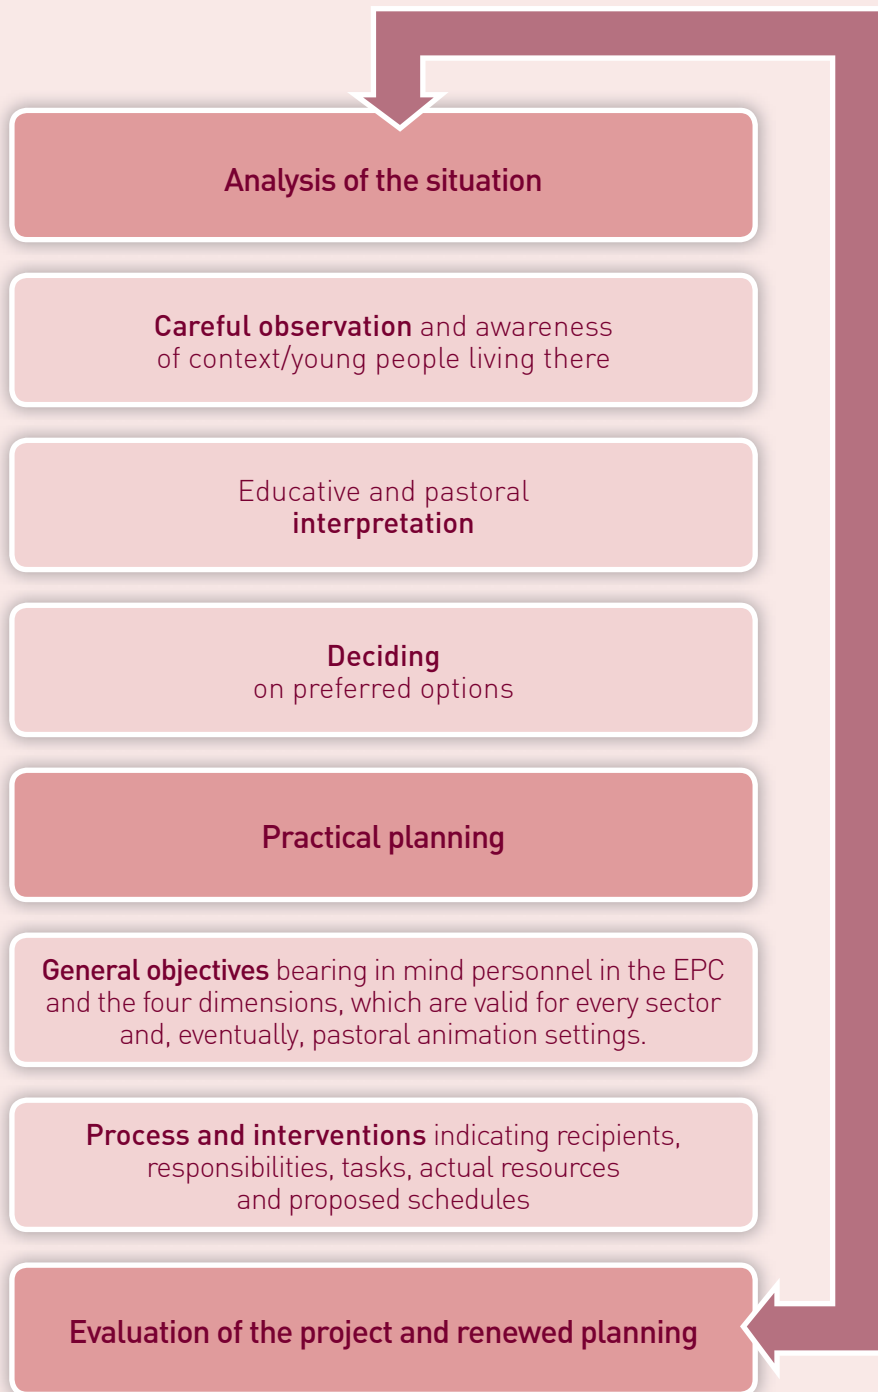 Analysis of the situation
Careful observation and awareness
of context/young people living there
Educative and pastoral
interpretation
Deciding
on preferred options
Practical planning
General objectives bearing in mind personnel in the EPC
and the four dimensions, which are valid for every sector
and, eventually, pastoral animation settings.
Process and interventions indicating recipients,
responsibilities, tasks, actual resources
and proposed schedules
Evaluation of the project and renewed planning